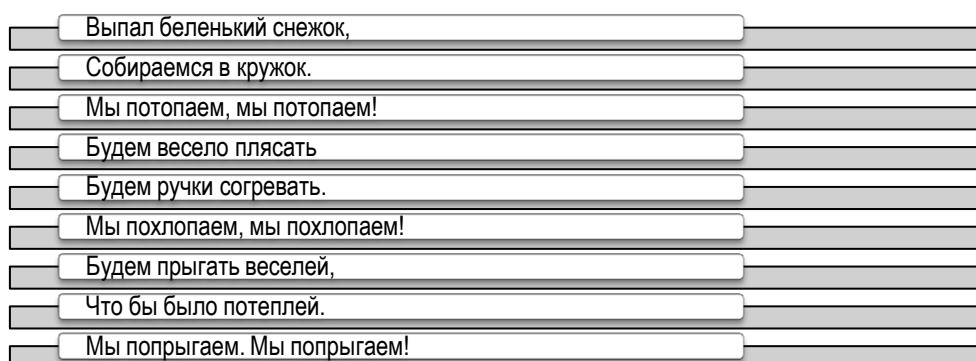 Выпал беленький снежок,
Собираемся в кружок.
Мы потопаем, мы потопаем!
Будем весело плясать
Будем ручки согревать.
Мы похлопаем, мы похлопаем!
Будем прыгать веселей,
Что бы было потеплей.
Мы попрыгаем. Мы попрыгаем!